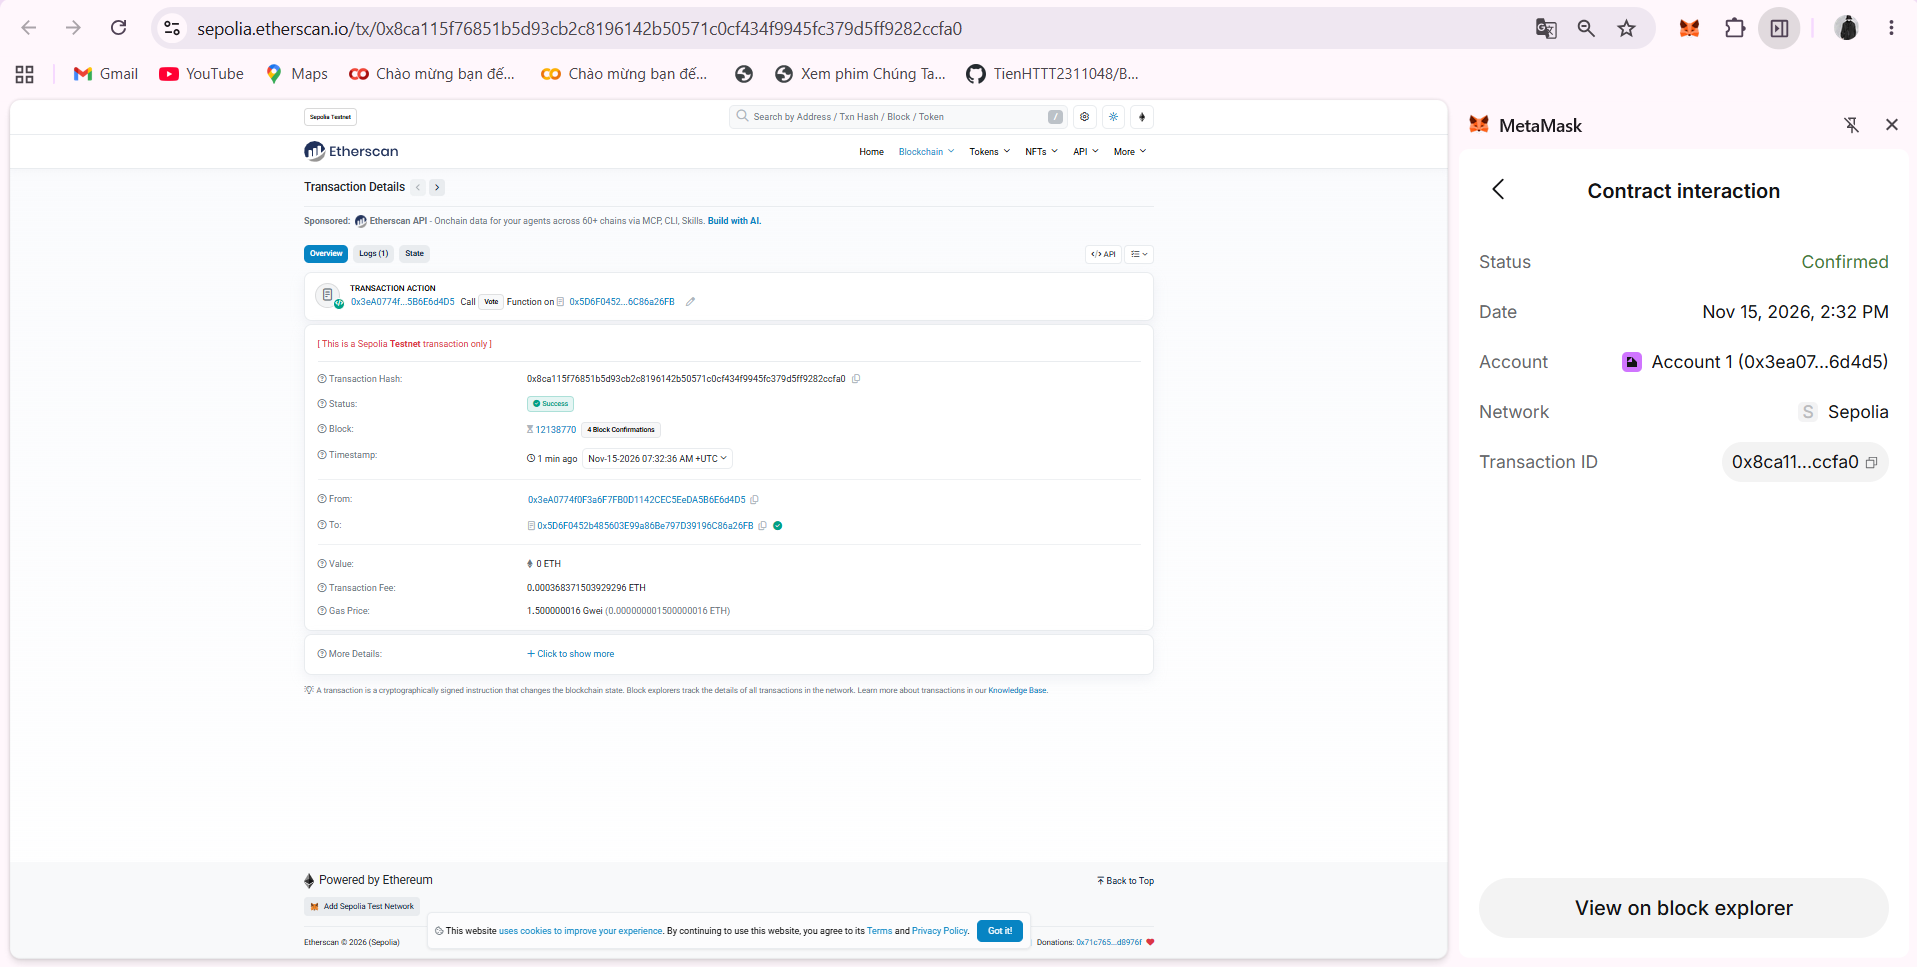 sepolia.etherscan.io/tx/0x8ca115f76851b5d93cb2c8196142b50571c0cf434f9945fc379d5ff9282ccfa0
Gmail YouTube Maps Chào mừng bạn đế... Chào mừng bạn đế... Xem phim Chúng Ta... TienHTTT2311048/B...
Sepolia Testnet Search by Address / Txn Hash / Block / Token /
Etherscan Home Blockchain Tokens NFTs API More
Transaction Details
Sponsored: Etherscan API - Onchain data for your agents across 60+ chains via MCP, CLI, Skills. Build with AI.
Overview Logs (1) State </> API
TRANSACTION ACTION
0x3eA0774f...5B6E6d4D5 Call Vote Function on 0x5D6F0452...6C86a26FB
[ This is a Sepolia Testnet transaction only ]
Transaction Hash: 0x8ca115f76851b5d93cb2c8196142b50571c0cf434f9945fc379d5ff9282ccfa0
Status: Success
Block: 12138770 4 Block Confirmations
Timestamp: 1 min ago Nov-15-2026 07:32:36 AM +UTC
From: 0x3eA0774f0F3a6F7FB0D1142CEC5EeDA5B6E6d4D5
To: 0x5D6F0452b485603E99a86Be797D39196C86a26FB
Value: 0 ETH
Transaction Fee: 0.000368371503929296 ETH
Gas Price: 1.500000016 Gwei (0.000000001500000016 ETH)
More Details: + Click to show more
A transaction is a cryptographically signed instruction that changes the blockchain state. Block explorers track the details of all transactions in the network. Learn more about transactions in our Knowledge Base.
Powered by Ethereum Back to Top
Add Sepolia Test Network
This website uses cookies to improve your experience. By continuing to use this website, you agree to its Terms and Privacy Policy. Got it!
Etherscan © 2026 (Sepolia) Donations: 0x71c765...d8976f
MetaMask
Contract interaction
Status Confirmed
Date Nov 15, 2026, 2:32 PM
Account Account 1 (0x3ea07...6d4d5)
Network S Sepolia
Transaction ID 0x8ca11...ccfa0
View on block explorer